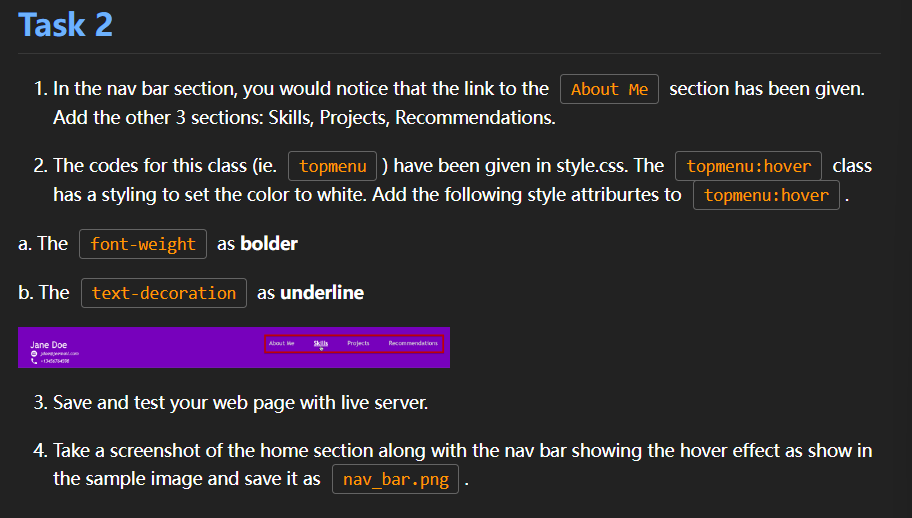 Task 2
1. In the nav bar section, you would notice that the link to the About Me section has been given.
Add the other 3 sections: Skills, Projects, Recommendations.
2. The codes for this class (ie. topmenu ) have been given in style.css. The topmenu:hover class
has a styling to set the color to white. Add the following style attriburtes to topmenu:hover .
a. The font-weight as bolder
b. The text-decoration as underline
Jane Doe About Me Skills Projects Recommendations
3. Save and test your web page with live server.
4. Take a screenshot of the home section along with the nav bar showing the hover effect as show in
the sample image and save it as nav_bar.png .